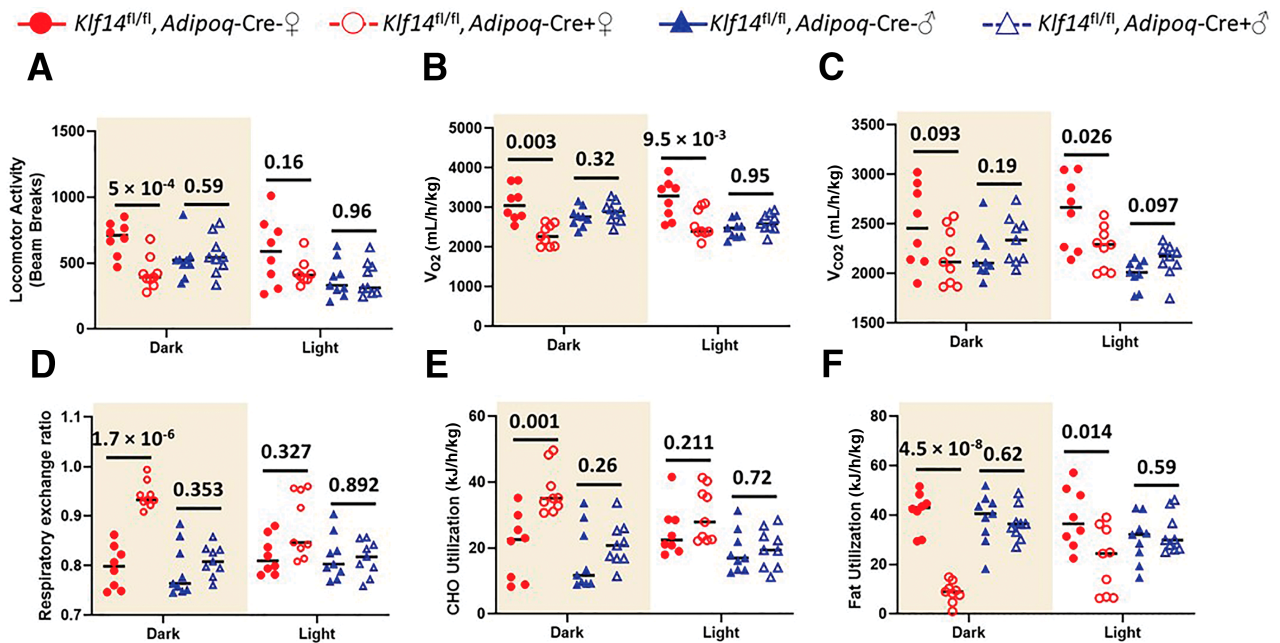 Klf14fl/fl, Adipoq-Cre-♀ Klf14fl/fl, Adipoq-Cre+♀ Klf14fl/fl, Adipoq-Cre-♂ Klf14fl/fl, Adipoq-Cre+♂
A
Locomotor Activity
(Beam Breaks)
1500
1000
500
0
5 × 10⁻⁴
0.59
0.16
0.96
Dark Light
B
VO2 (mL/h/kg)
5000
4000
3000
2000
1000
0
0.003
0.32
9.5 × 10⁻³
0.95
Dark Light
C
VCO2 (mL/h/kg)
3500
3000
2500
2000
1500
0.093
0.19
0.026
0.097
Dark Light
D
Respiratory exchange ratio
1.1
1.0
0.9
0.8
0.7
1.7 × 10⁻⁶
0.353
0.327
0.892
Dark Light
E
CHO Utilization (kJ/h/kg)
60
40
20
0
0.001
0.26
0.211
0.72
Dark Light
F
Fat Utilization (kJ/h/kg)
80
60
40
20
0
4.5 × 10⁻⁸
0.62
0.014
0.59
Dark Light